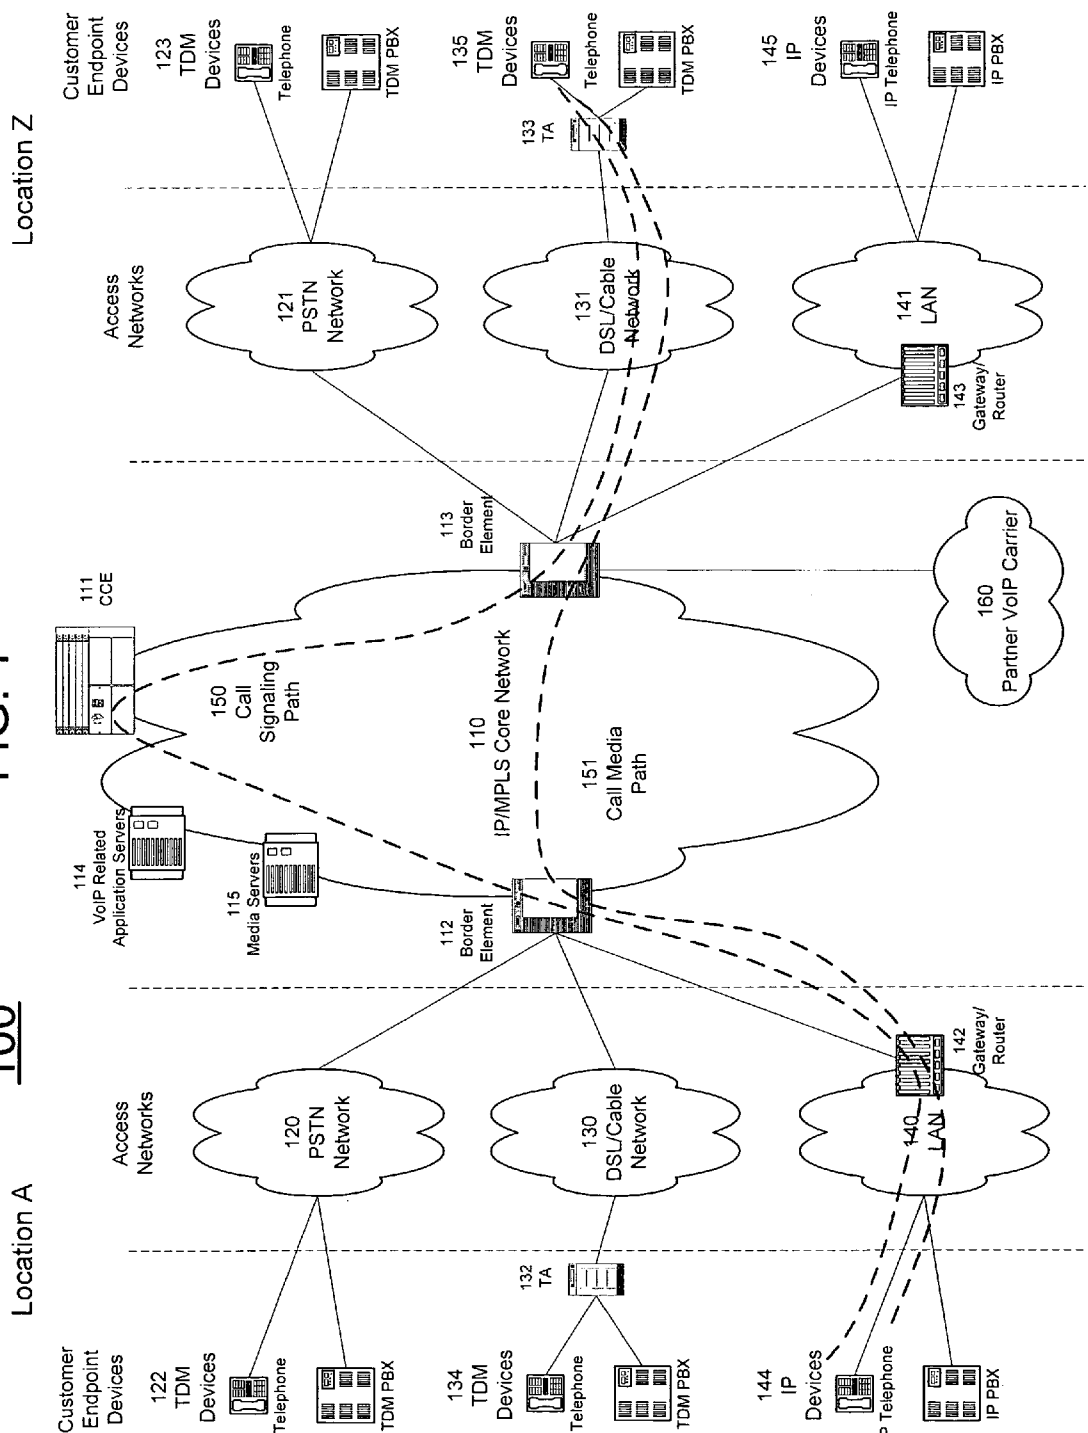 Location A
100
FIG. 1
Location Z
Customer
Endpoint
Devices
Access
Networks
111
CCE
Access
Networks
Customer
Endpoint
Devices
114
VoIP Related
Application Servers
122
TDM
Devices
Telephone
TDM PBX
120
PSTN
Network
115
Media Servers
150
Call
Signaling
Path
121
PSTN
Network
123
TDM
Devices
Telephone
TDM PBX
134
TDM
Devices
Telephone
TDM PBX
132
TA
130
DSL/Cable
Network
112
Border
Element
110
IP/MPLS Core Network
151
Call Media
Path
113
Border
Element
131
DSL/Cable
Network
133
TA
135
TDM
Devices
Telephone
TDM PBX
144
IP
Devices
IP Telephone
IP PBX
140
LAN
142
Gateway/
Router
160
Partner VoIP Carrier
143
Gateway/
Router
141
LAN
145
IP
Devices
IP Telephone
IP PBX